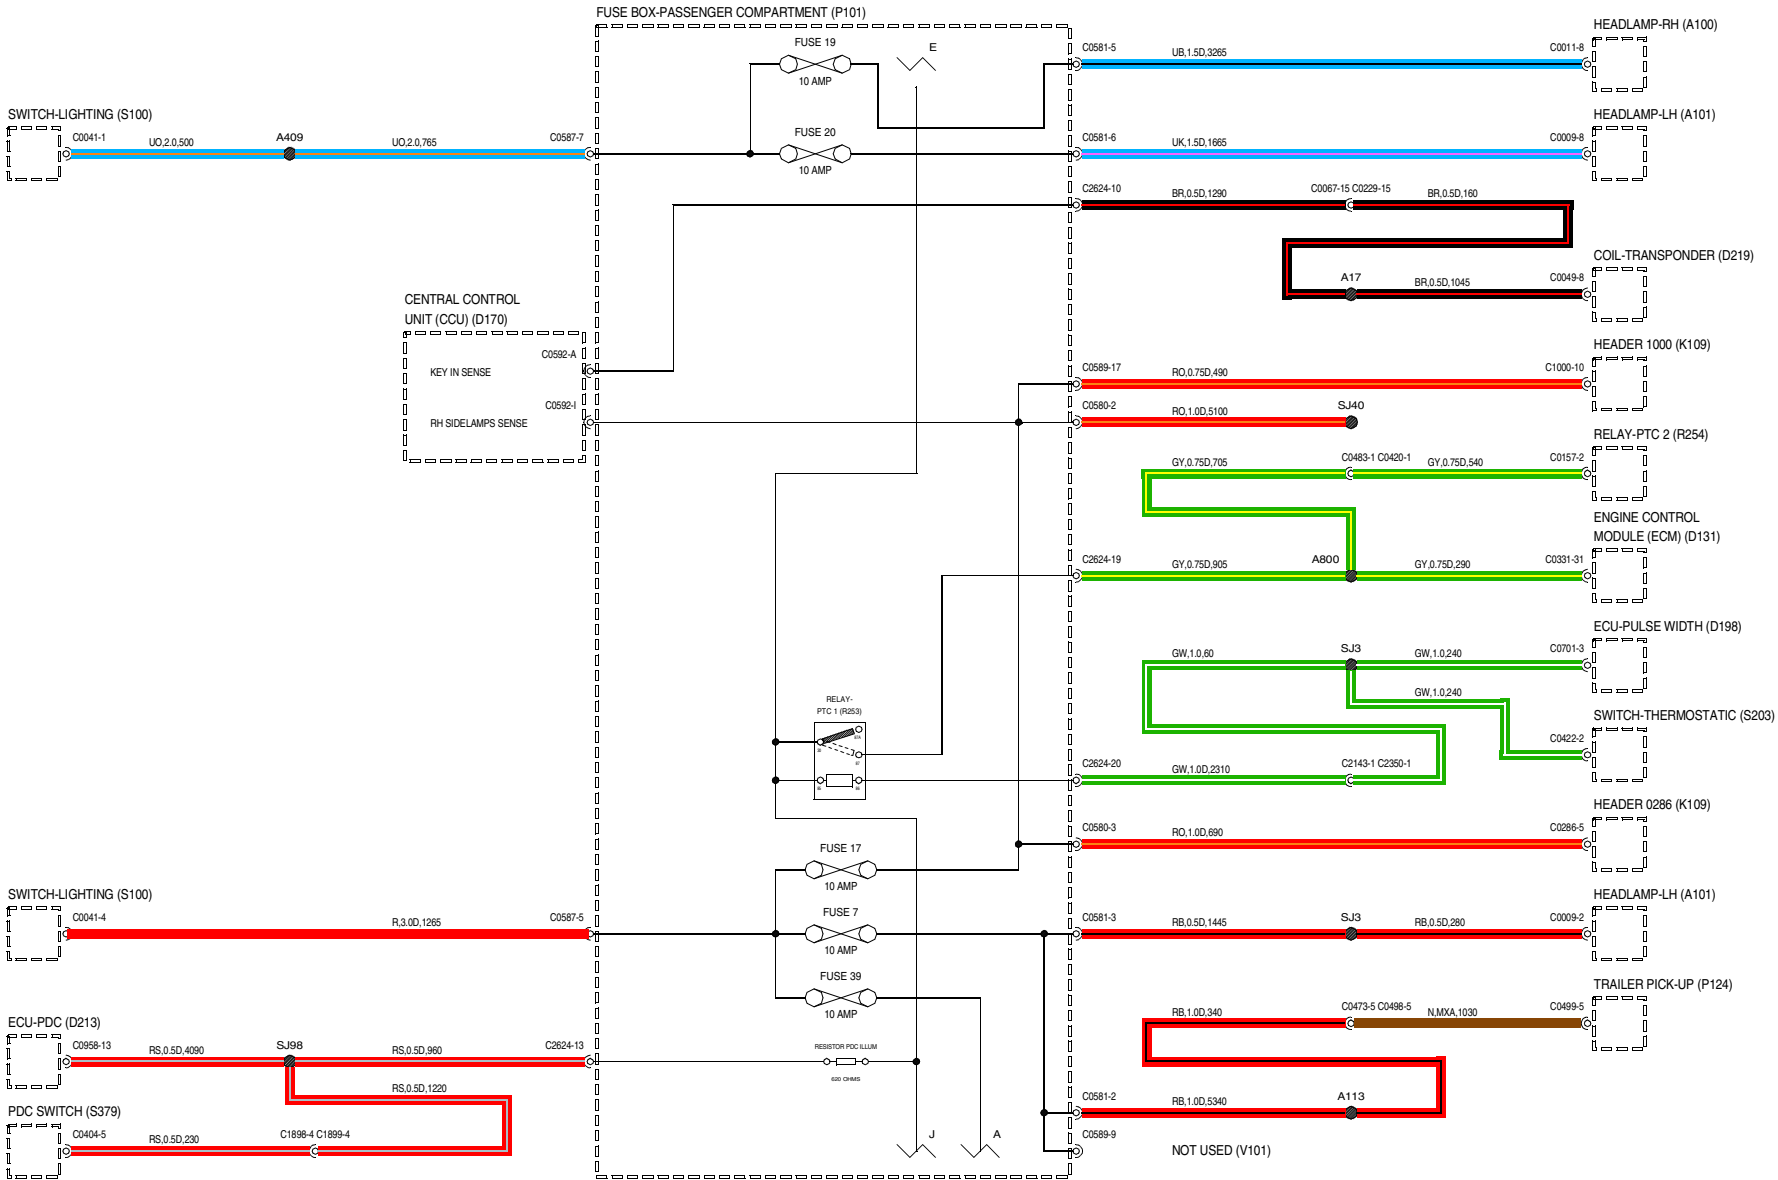 FUSE BOX-PASSENGER COMPARTMENT (P101)
HEADLAMP-RH (A100)
FUSE 19
E
C0581-5
UB,1.5D,3265
C0011-8
10 AMP
SWITCH-LIGHTING (S100)
HEADLAMP-LH (A101)
C0041-1
UO,2.0,500
A409
UO,2.0,765
C0587-7
FUSE 20
C0581-6
UK,1.5D,1665
C0009-8
10 AMP
C2624-10
BR,0.5D,1290
C0067-15 C0229-15
BR,0.5D,160
COIL-TRANSPONDER (D219)
A17
BR,0.5D,1045
C0049-8
CENTRAL CONTROL
UNIT (CCU) (D170)
C0592-A
KEY IN SENSE
HEADER 1000 (K109)
C0589-17
RO,0.75D,490
C1000-10
C0592-I
RH SIDELAMPS SENSE
C0580-2
RO,1.0D,5100
SJ40
RELAY-PTC 2 (R254)
GY,0.75D,705
C0483-1 C0420-1
GY,0.75D,540
C0157-2
ENGINE CONTROL
MODULE (ECM) (D131)
C2624-19
GY,0.75D,905
A800
GY,0.75D,290
C0331-31
ECU-PULSE WIDTH (D198)
GW,1.0,60
SJ3
GW,1.0,240
C0701-3
GW,1.0,240
RELAY-
PTC 1 (R253)
87A
30
87
85
86
SWITCH-THERMOSTATIC (S203)
C0422-2
C2624-20
GW,1.0D,2310
C2143-1 C2350-1
HEADER 0286 (K109)
C0580-3
RO,1.0D,690
C0286-5
FUSE 17
10 AMP
SWITCH-LIGHTING (S100)
HEADLAMP-LH (A101)
C0041-4
R,3.0D,1265
C0587-5
FUSE 7
C0581-3
RB,0.5D,1445
SJ3
RB,0.5D,280
C0009-2
10 AMP
FUSE 39
10 AMP
TRAILER PICK-UP (P124)
RB,1.0D,340
C0473-5 C0498-5
N,MXA,1030
C0499-5
ECU-PDC (D213)
C0958-13
RS,0.5D,4090
SJ98
RS,0.5D,960
C2624-13
RESISTOR PDC ILLUM
620 OHMS
RS,0.5D,1220
C0581-2
RB,1.0D,5340
A113
PDC SWITCH (S379)
C0404-5
RS,0.5D,230
C1898-4 C1899-4
J
A
C0589-9
NOT USED (V101)